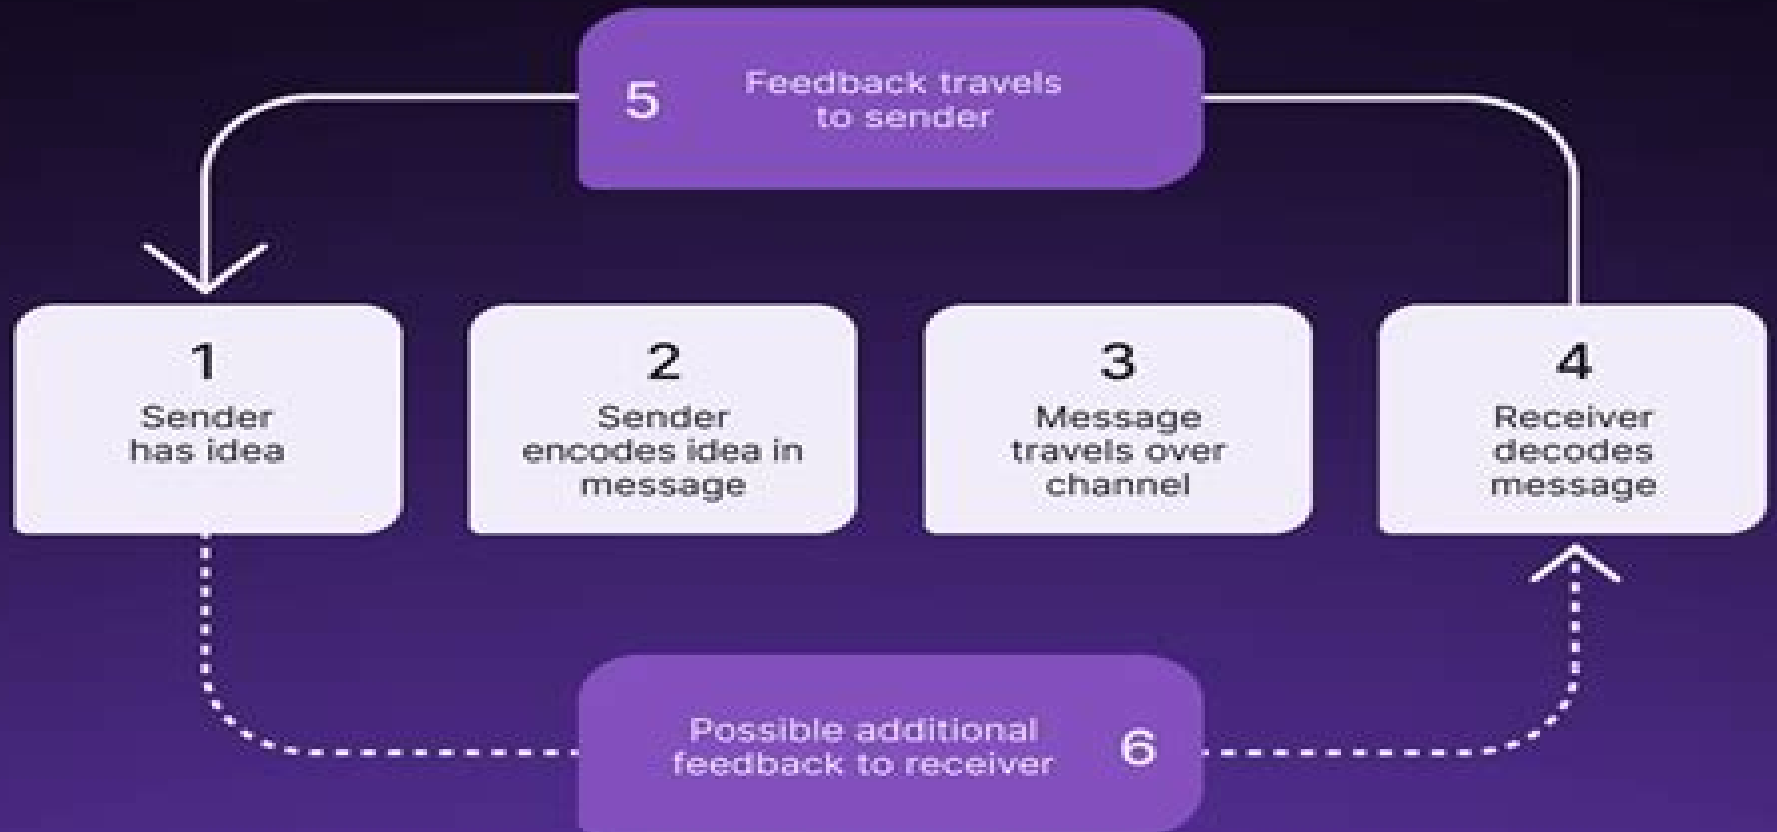 5
Feedback travels
to sender
1
Sender
has idea
2
Sender
encodes idea in
message
3
Message
travels over
channel
4
Receiver
decodes
message
Possible additional
feedback to receiver
6